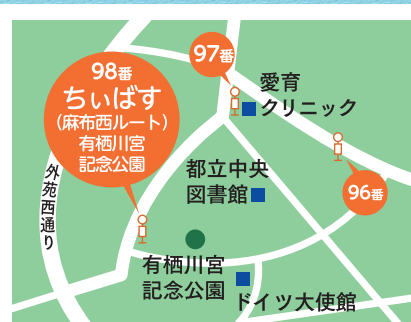 97番
98番
ちぃばす
（麻布西ルート）
有栖川宮
記念公園
愛育
クリニック
都立中央
図書館
96番
外苑西通り
有栖川宮
記念公園
ドイツ大使館